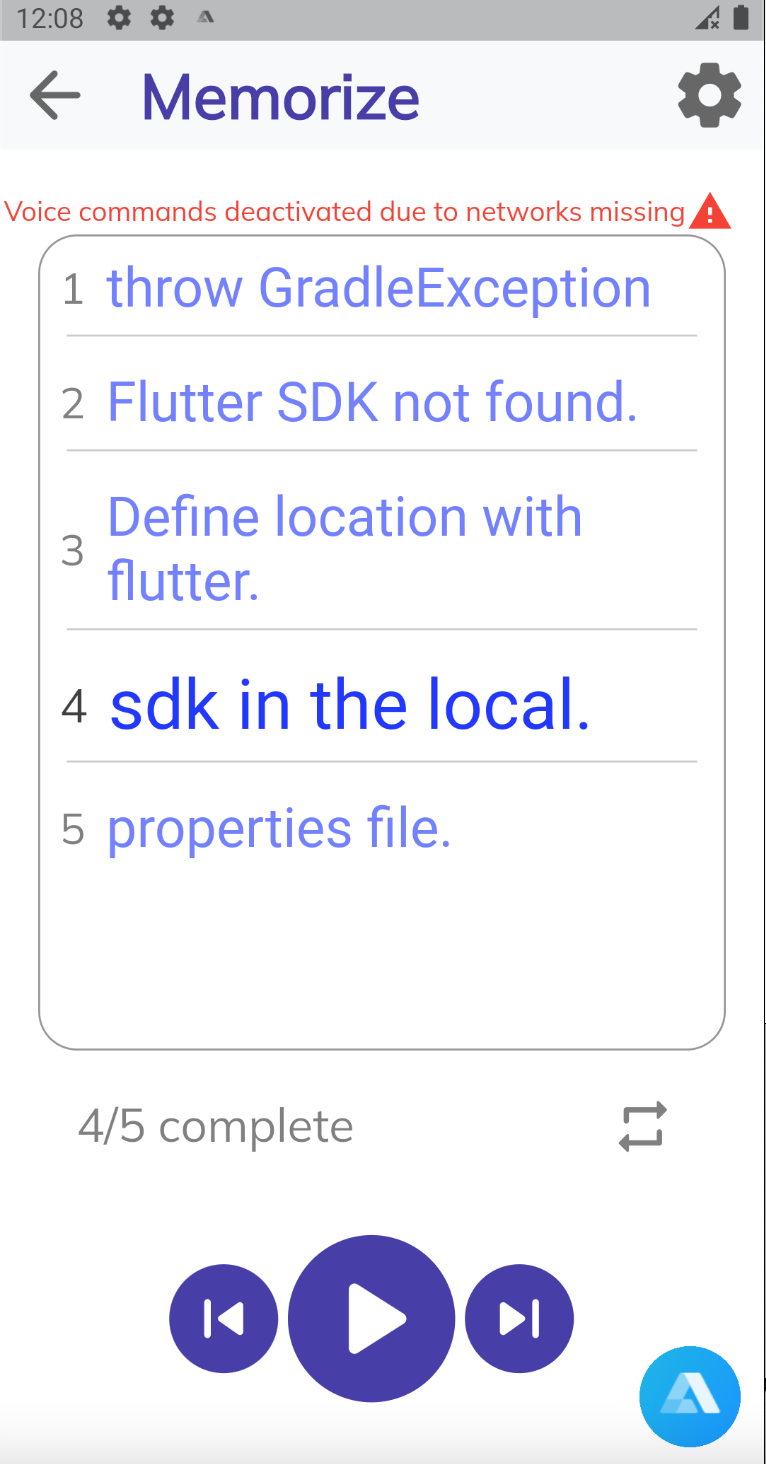 12:08
Memorize
Voice commands deactivated due to networks missing
1 throw GradleException
2 Flutter SDK not found.
3 Define location with
flutter.
4 sdk in the local.
5 properties file.
4/5 complete